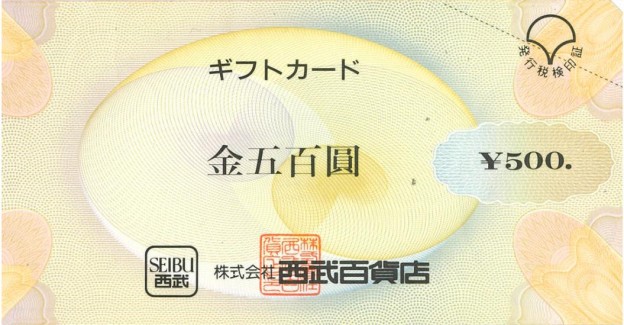 発行税検印証
ギフトカード
金五百圓
¥500.
SEIBU
西武
株式会社 西武百貨店